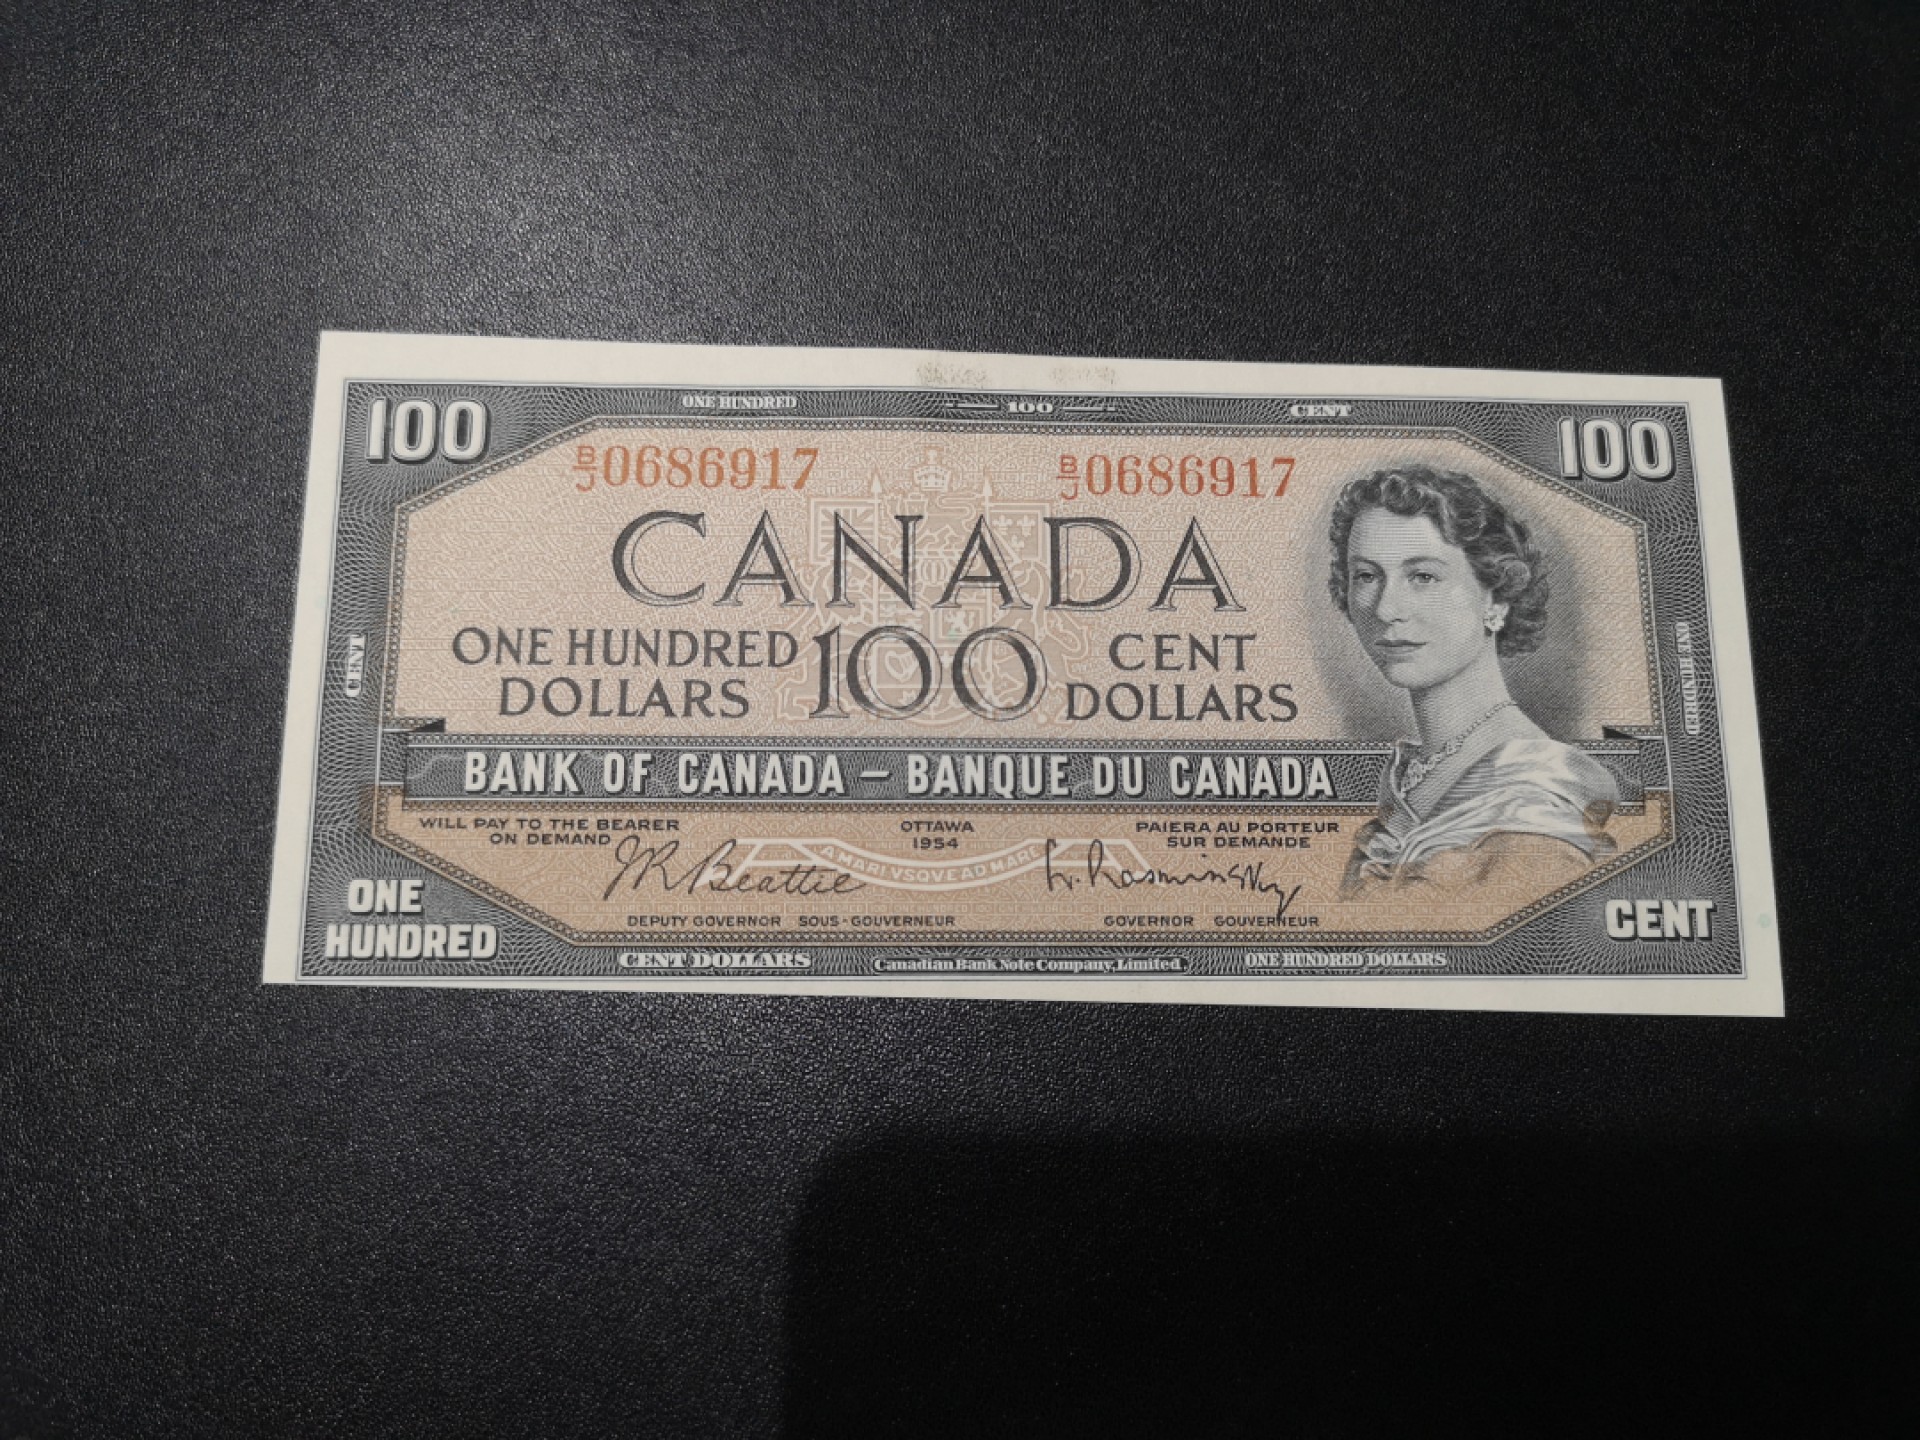 ONE HUNDRED 100 CENT
100 100
B/J 0686917 B/J 0686917
CANADA
ONE HUNDRED DOLLARS 100 CENT DOLLARS
CENT
ONE HUNDRED
BANK OF CANADA – BANQUE DU CANADA
WILL PAY TO THE BEARER OTTAWA PAIERA AU PORTEUR
ON DEMAND 1954 SUR DEMANDE
JR Beattie L. Rasminsky
A MARI VSQVE AD MARE
DEPUTY GOVERNOR SOUS-GOUVERNEUR GOVERNOR GOUVERNEUR
ONE HUNDRED CENT
CENT DOLLARS Canadian Bank Note Company, Limited ONE HUNDRED DOLLARS